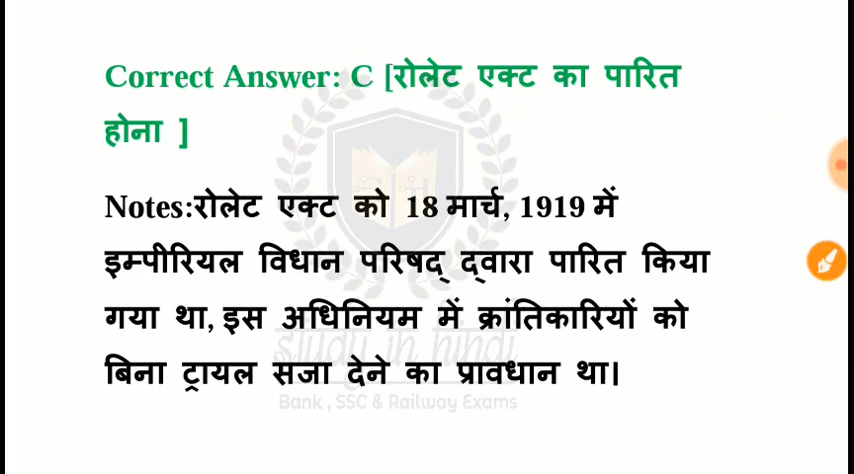 Correct Answer: C [रोलेट एक्ट का पारित
होना ]
Notes:रोलेट एक्ट को 18 मार्च, 1919 में
इम्पीरियल विधान परिषद् द्वारा पारित किया
गया था, इस अधिनियम में क्रांतिकारियों को
study in hindi
बिना ट्रायल सजा देने का प्रावधान था।
Bank , SSC & Railway Exams